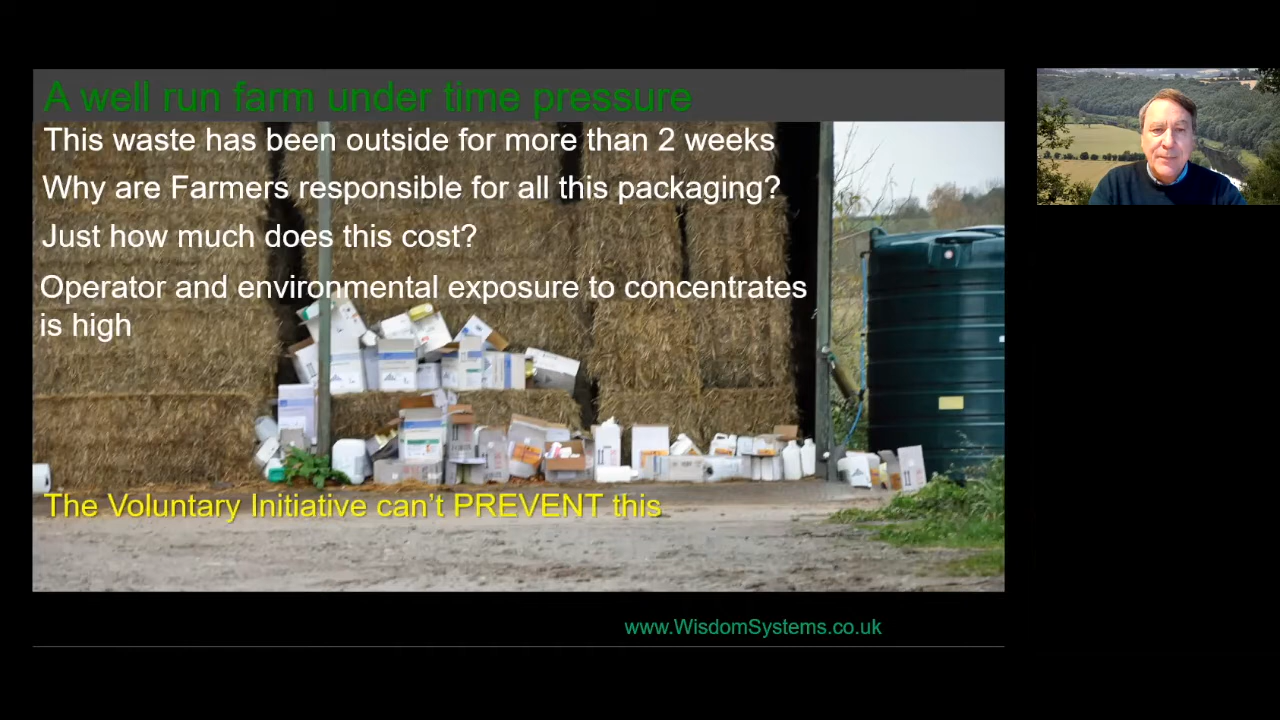 A well run farm under time pressure
This waste has been outside for more than 2 weeks
Why are Farmers responsible for all this packaging?
Just how much does this cost?
Operator and environmental exposure to concentrates
is high
The Voluntary Initiative can't PREVENT this
www.WisdomSystems.co.uk